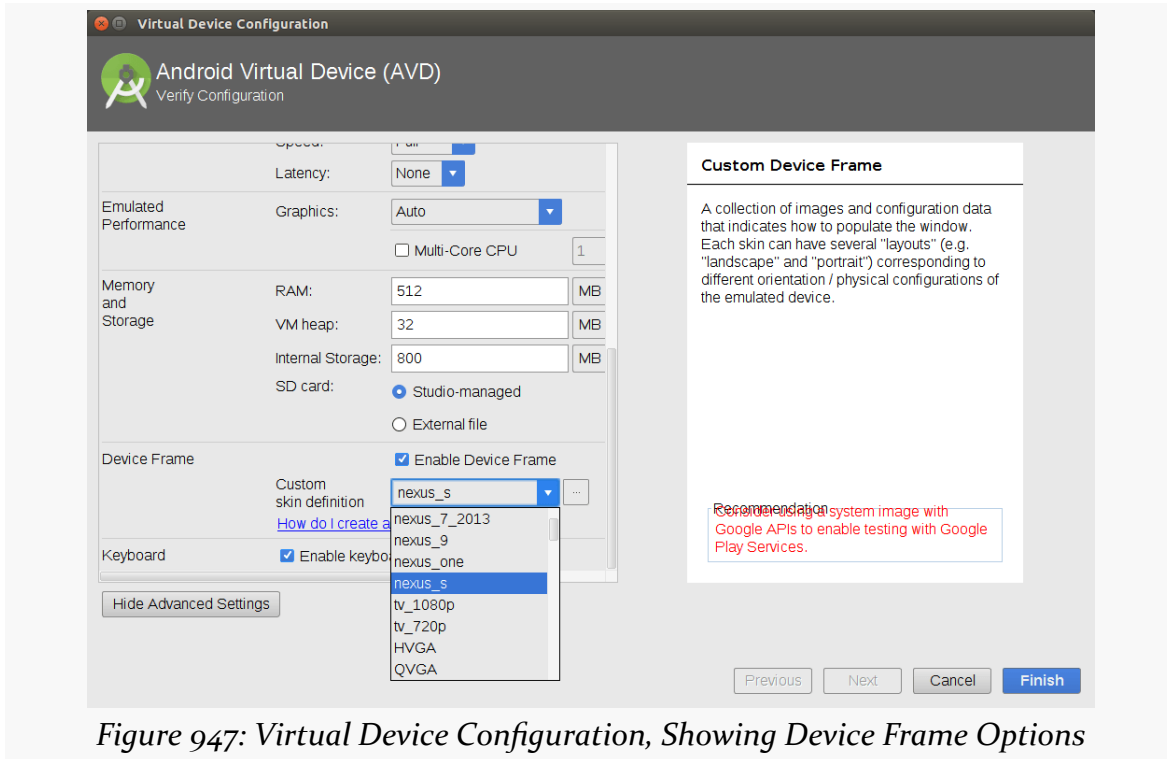 Virtual Device Configuration
Android Virtual Device (AVD)
Verify Configuration
Speed: Full
Latency: None
Emulated
Performance
Graphics: Auto
Multi-Core CPU 1
Memory
and
Storage
RAM: 512 MB
VM heap: 32 MB
Internal Storage: 800 MB
SD card: Studio-managed
External file
Device Frame Enable Device Frame
Custom
skin definition
nexus_s ...
How do I create a
nexus_7_2013
nexus_9
nexus_one
nexus_s
tv_1080p
tv_720p
HVGA
QVGA
Keyboard Enable keybo
Hide Advanced Settings
Custom Device Frame
A collection of images and configuration data
that indicates how to populate the window.
Each skin can have several "layouts" (e.g.
"landscape" and "portrait") corresponding to
different orientation / physical configurations of
the emulated device.
Recommendation
Consider using a system image with
Google APIs to enable testing with Google
Play Services.
Previous Next Cancel Finish
Figure 947: Virtual Device Configuration, Showing Device Frame Options